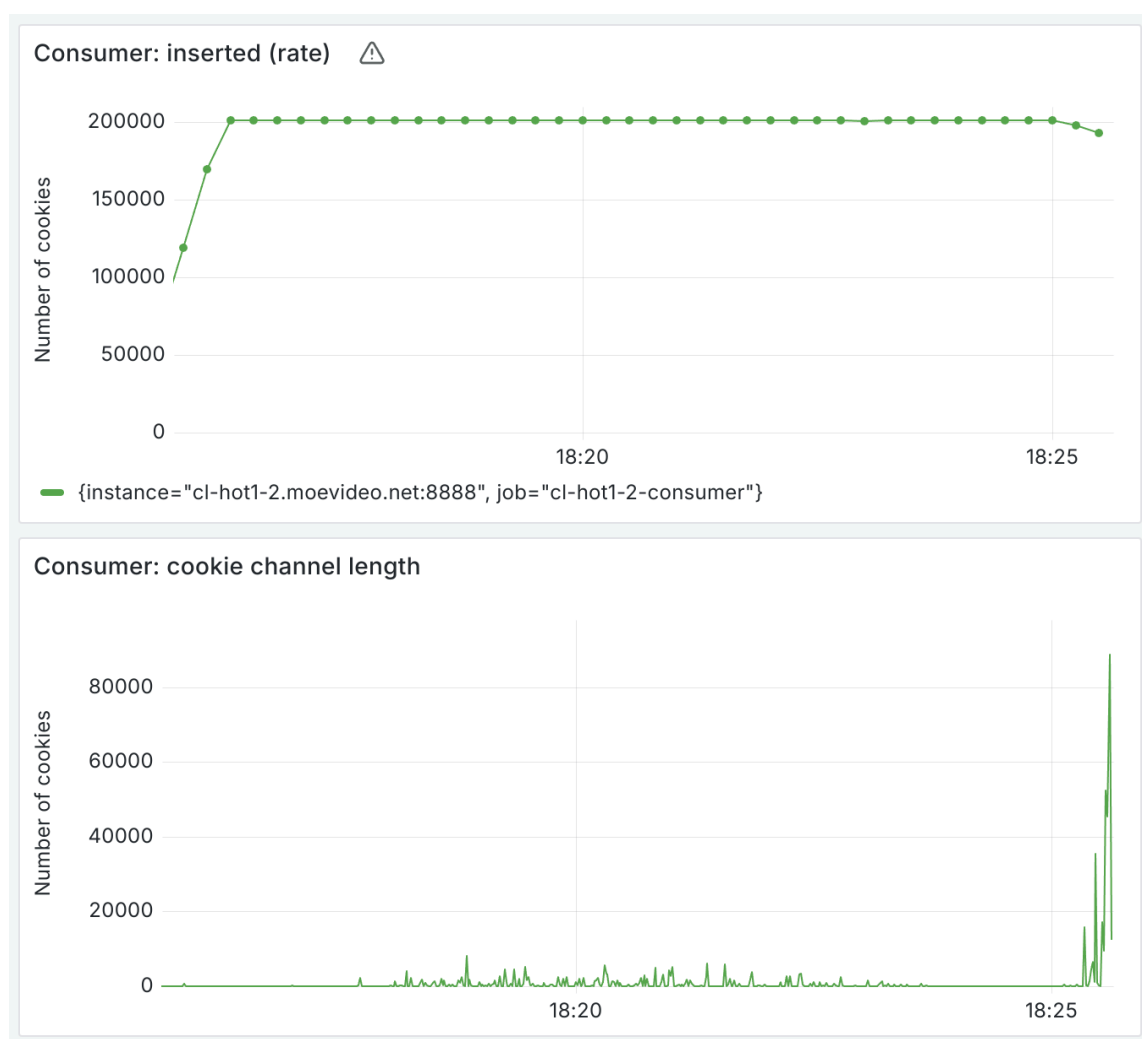 Consumer: inserted (rate)
Number of cookies
200000
150000
100000
50000
0
18:20
18:25
{instance="cl-hot1-2.moevideo.net:8888", job="cl-hot1-2-consumer"}
Consumer: cookie channel length
Number of cookies
80000
60000
40000
20000
0
18:20
18:25